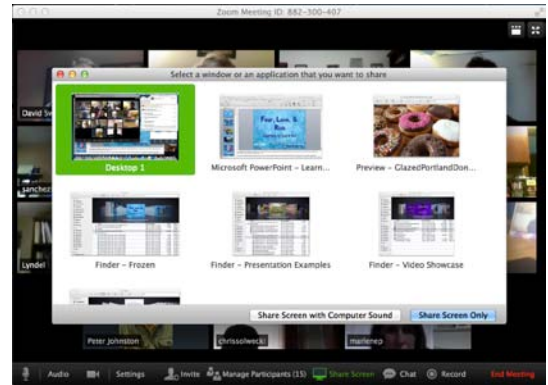 Zoom Meeting ID: 882-300-407
Select a window or an application that you want to share
David Sw
Desktop 1
Microsoft PowerPoint – Learn...
Preview – GlazedPortlandDon...
sanchez
Finder – Frozen
Finder – Presentation Examples
Finder – Video Showcase
Lyndel
Share Screen with Computer Sound
Share Screen Only
Peter Johnston
chrissolwecki
marlenep
Audio
Settings
Invite
Manage Participants (15)
Share Screen
Chat
Record
End Meeting